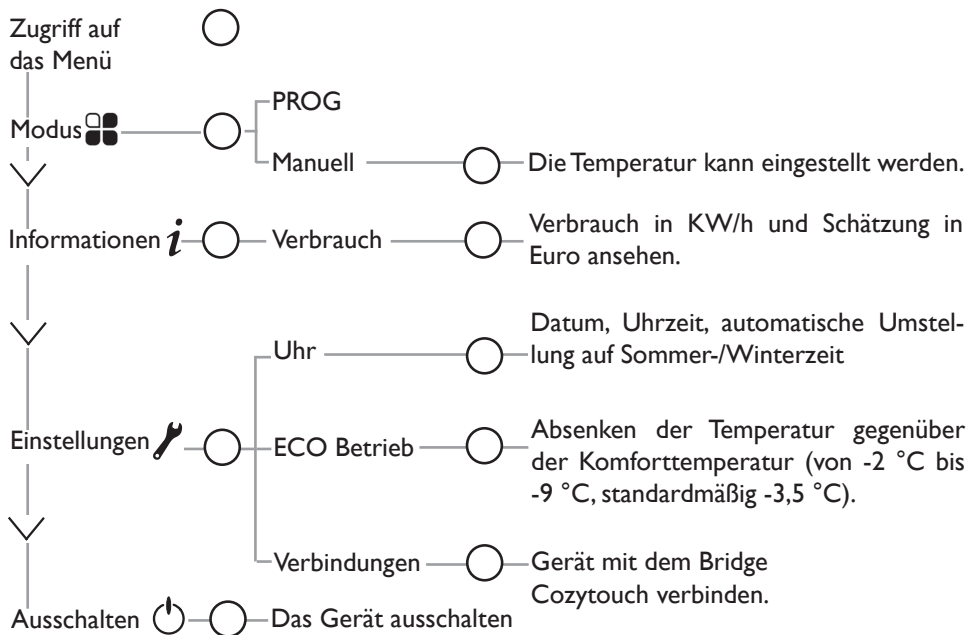 Zugriff auf
das Menü
Modus
PROG
Manuell
Die Temperatur kann eingestellt werden.
Informationen i
Verbrauch
Verbrauch in KW/h und Schätzung in
Euro ansehen.
Einstellungen
Uhr
Datum, Uhrzeit, automatische Umstel-
lung auf Sommer-/Winterzeit
ECO Betrieb
Absenken der Temperatur gegenüber
der Komforttemperatur (von -2 °C bis
-9 °C, standardmäßig -3,5 °C).
Verbindungen
Gerät mit dem Bridge
Cozytouch verbinden.
Ausschalten
Das Gerät ausschalten